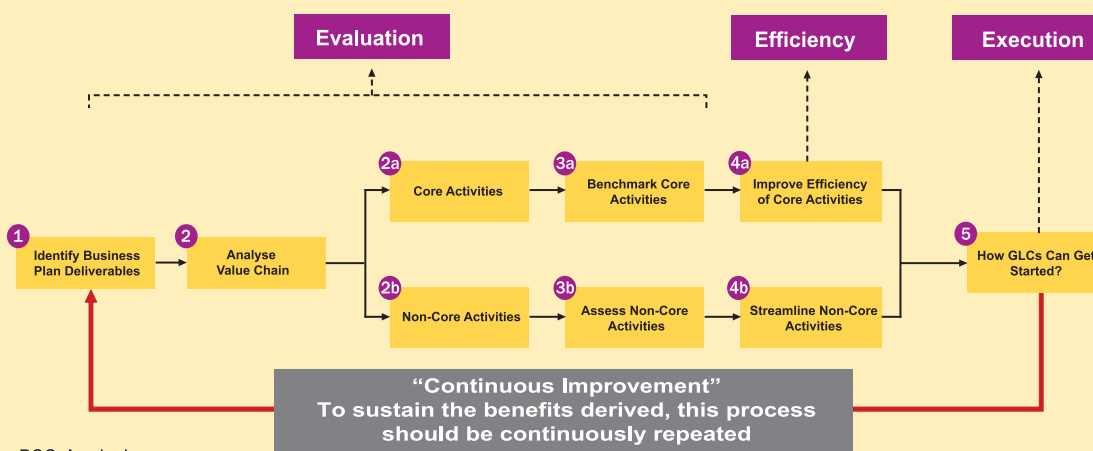 Evaluation
Efficiency
Execution
2a
3a
4a
Core Activities
Benchmark Core
Activities
Improve Efficiency
of Core Activities
1
2
5
Identify Business
Plan Deliverables
Analyse
Value Chain
How GLCs Can Get
Started?
2b
3b
4b
Non-Core Activities
Assess Non-Core
Activities
Streamline Non-Core
Activities
“Continuous Improvement”
To sustain the benefits derived, this process
should be continuously repeated